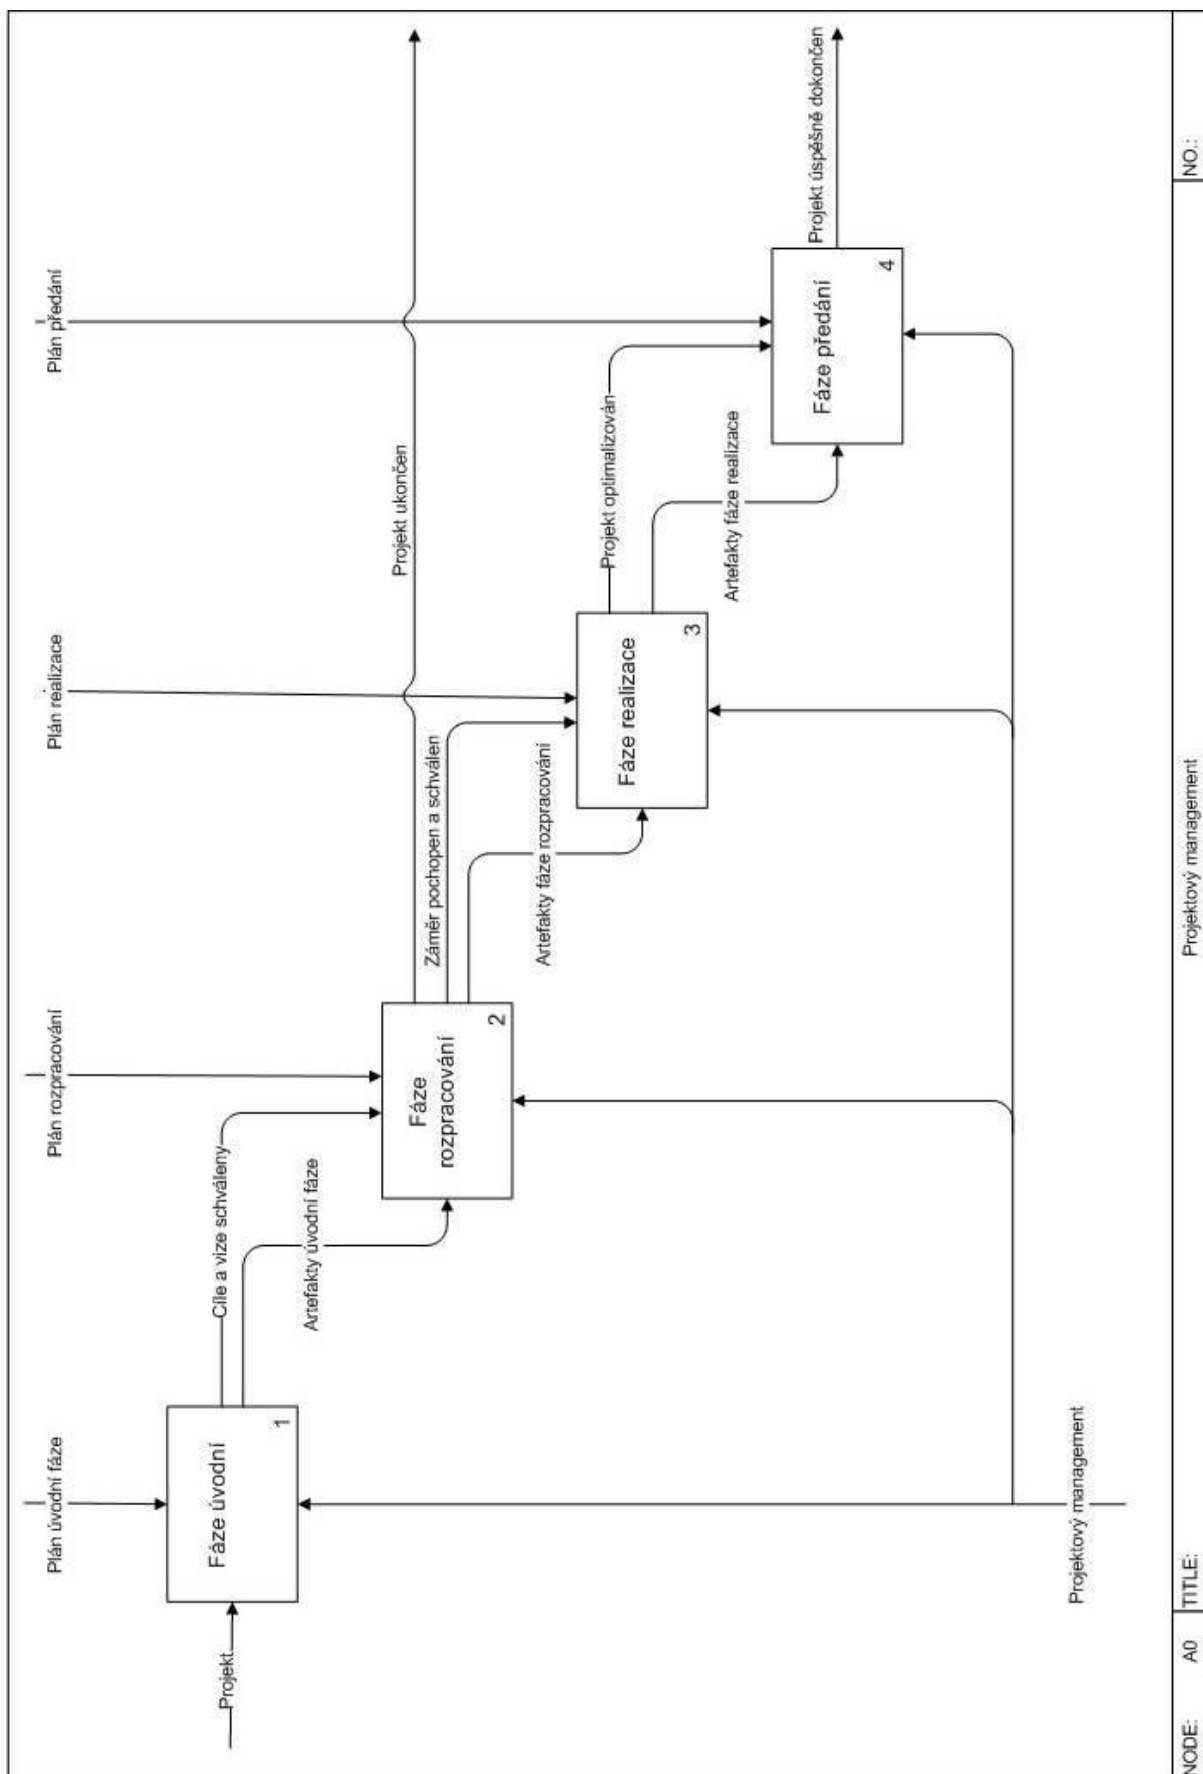 Plán úvodní fáze
Plán rozpracování
Plán realizace
Plán předání
Projekt
Fáze úvodní
1
Cíle a vize schváleny
Artefakty úvodní fáze
Fáze
rozpracování
2
Projekt ukončen
Záměr pochopen a schválen
Artefakty fáze rozpracování
Fáze realizace
3
Projekt optimalizován
Artefakty fáze realizace
Fáze předání
4
Projekt úspěšně dokončen
Projektový management
NODE:
A0
TITLE:
Projektový management
NO.: